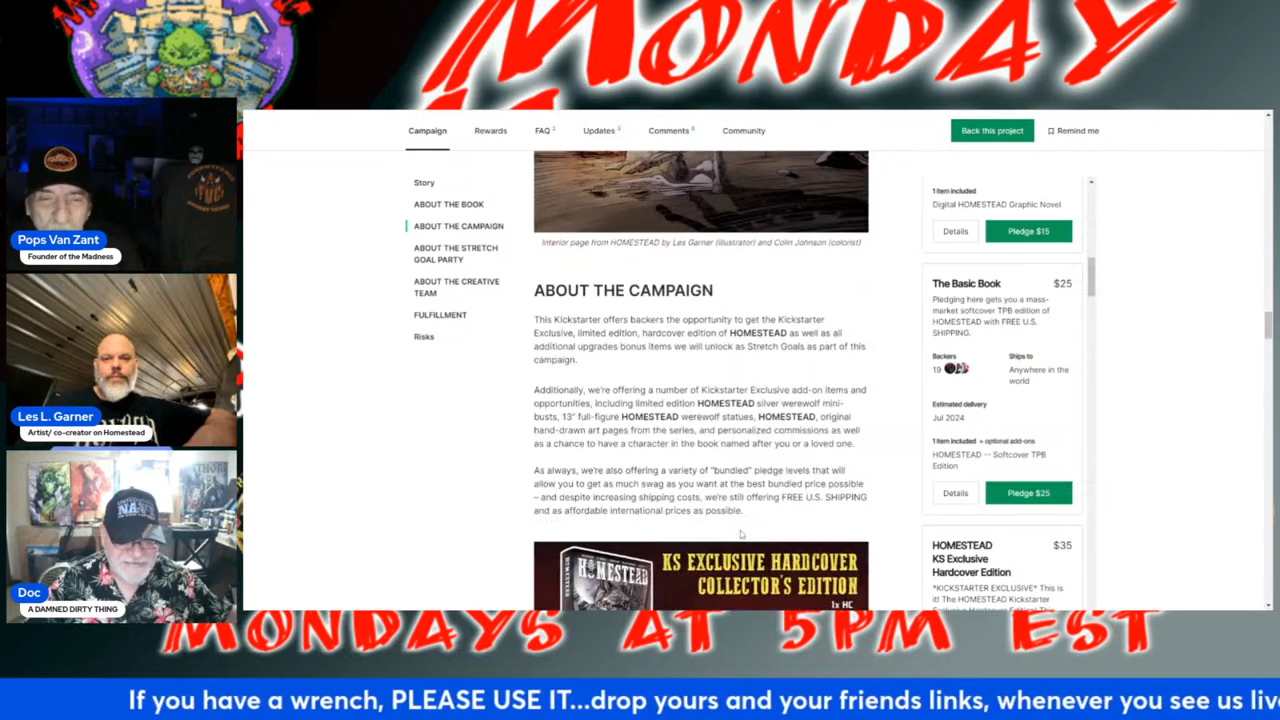 MONDAY
Campaign
Rewards
FAQ 2
Updates 3
Comments 8
Community
Back this project
Remind me
Story
ABOUT THE BOOK
ABOUT THE CAMPAIGN
ABOUT THE STRETCH
GOAL PARTY
ABOUT THE CREATIVE
TEAM
FULFILLMENT
Risks
Interior page from HOMESTEAD by Les Garner (illustrator) and Colin Johnson (colorist)
ABOUT THE CAMPAIGN
This Kickstarter offers backers the opportunity to get the Kickstarter
Exclusive, limited edition, hardcover edition of HOMESTEAD as well as all
additional upgrades bonus items we will unlock as Stretch Goals as part of this
campaign.
Additionally, we're offering a number of Kickstarter Exclusive add-on items and
opportunities, including limited edition HOMESTEAD silver werewolf mini-
busts, 13" full-figure HOMESTEAD werewolf statues, HOMESTEAD, original
hand-drawn art pages from the series, and personalized commissions as well
as a chance to have a character in the book named after you or a loved one.
As always, we're also offering a variety of "bundled" pledge levels that will
allow you to get as much swag as you want at the best bundled price possible
– and despite increasing shipping costs, we're still offering FREE U.S. SHIPPING
and as affordable international prices as possible.
HOMESTEAD
KS EXCLUSIVE HARDCOVER
COLLECTOR'S EDITION
1x HC
1 item included
Digital HOMESTEAD Graphic Novel
Details
Pledge $15
The Basic Book
$25
Pledging here gets you a mass-
market softcover TPB edition of
HOMESTEAD with FREE U.S.
SHIPPING.
Backers
19
Ships to
Anywhere in the
world
Estimated delivery
Jul 2024
1 item included + optional add-ons
HOMESTEAD -- Softcover TPB
Edition
Details
Pledge $25
HOMESTEAD
KS Exclusive
Hardcover Edition
$35
*KICKSTARTER EXCLUSIVE* This is
it! The HOMESTEAD Kickstarter
Pops Van Zant
Founder of the Madness
Les L. Garner
Artist/ co-creator on Homestead
NAVY
THOR
Doc
A DAMNED DIRTY THING
MONDAYS AT 5PM EST
If you have a wrench, PLEASE USE IT...drop yours and your friends links, whenever you see us liv